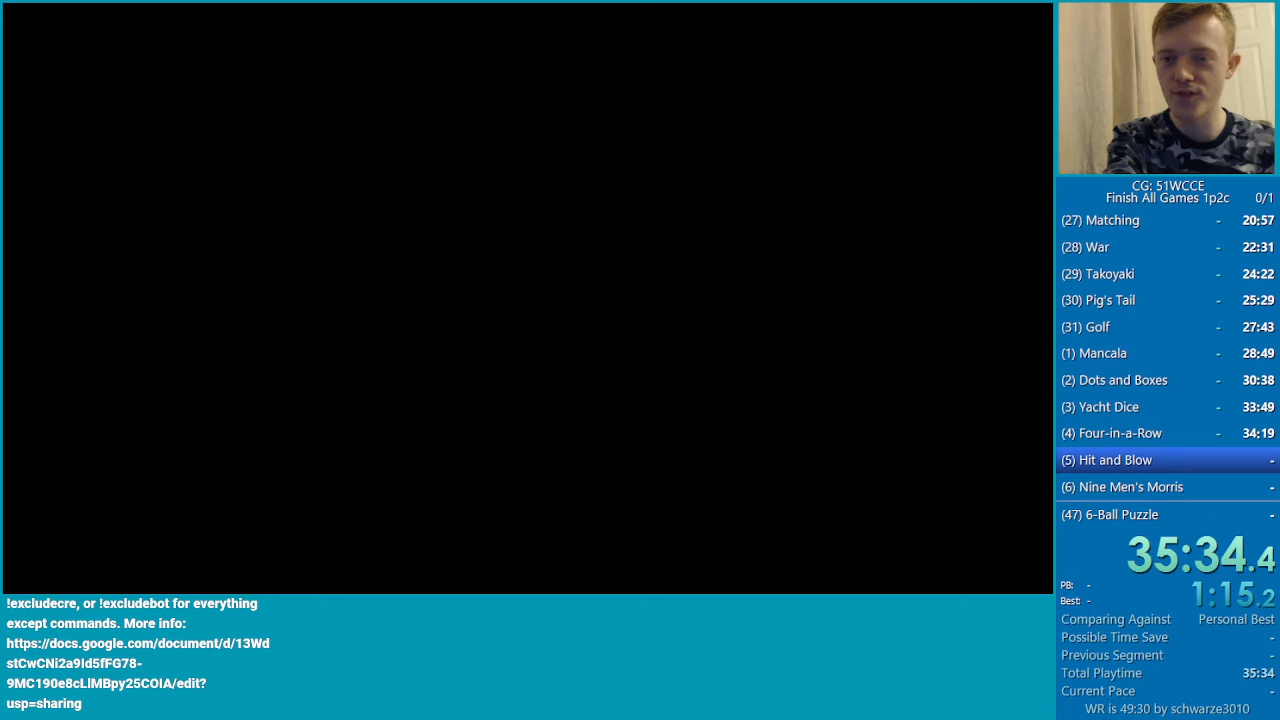 CG: 51WCCE
Finish All Games 1p2c 0/1
(27) Matching - 20:57
(28) War - 22:31
(29) Takoyaki - 24:22
(30) Pig's Tail - 25:29
(31) Golf - 27:43
(1) Mancala - 28:49
(2) Dots and Boxes - 30:38
(3) Yacht Dice - 33:49
(4) Four-in-a-Row - 34:19
(5) Hit and Blow -
(6) Nine Men's Morris -
(47) 6-Ball Puzzle -
35:34.4
PB: - 1:15.2
Best: -
Comparing Against Personal Best
Possible Time Save -
Previous Segment -
Total Playtime 35:34
Current Pace -
WR is 49:30 by schwarze3010
!excludecre, or !excludebot for everything
except commands. More info:
https://docs.google.com/document/d/13Wd
stCwCNi2a9Id5fFG78-
9MC190e8cLlMBpy25COIA/edit?
usp=sharing